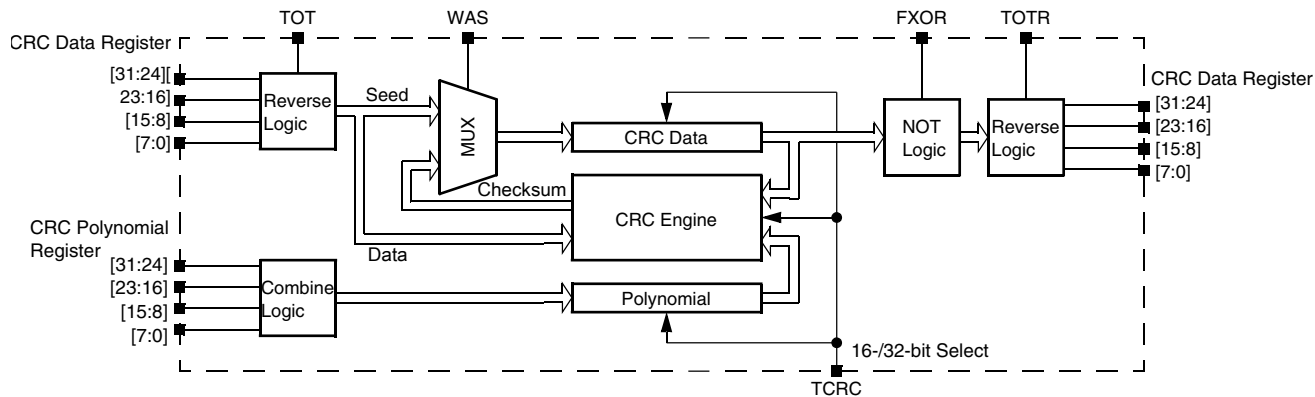 TOT
WAS
FXOR
TOTR
CRC Data Register
[31:24][
23:16]
[15:8]
[7:0]
Reverse
Logic
Seed
MUX
CRC Data
NOT
Logic
Reverse
Logic
CRC Data Register
[31:24]
[23:16]
[15:8]
[7:0]
Checksum
CRC Engine
Data
CRC Polynomial
Register
[31:24]
[23:16]
[15:8]
[7:0]
Combine
Logic
Polynomial
16-/32-bit Select
TCRC